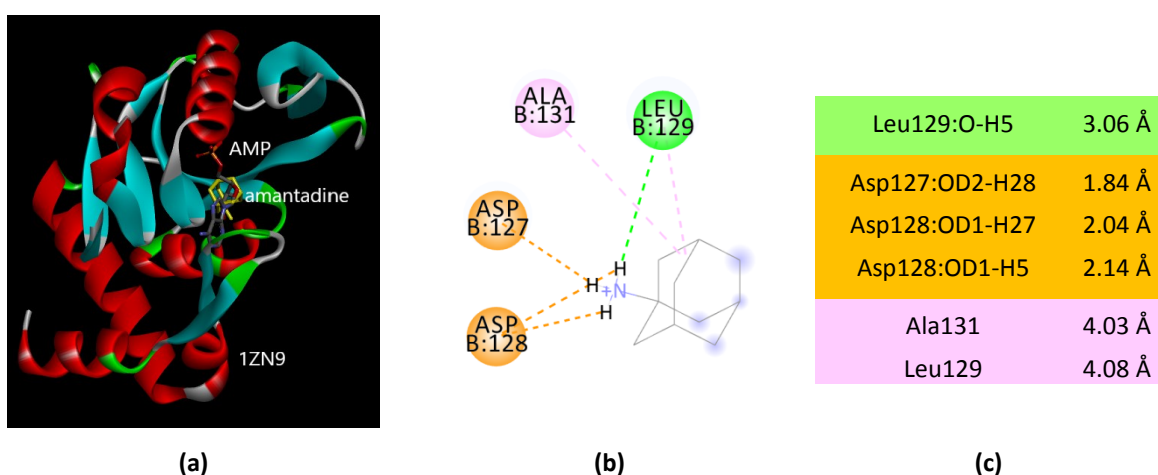 AMP
amantadine
1ZN9
ALA
B:131
LEU
B:129
ASP
B:127
ASP
B:128
H
H
+N
H
Leu129:O-H5 3.06 Å
Asp127:OD2-H28 1.84 Å
Asp128:OD1-H27 2.04 Å
Asp128:OD1-H5 2.14 Å
Ala131 4.03 Å
Leu129 4.08 Å
(a) (b) (c)